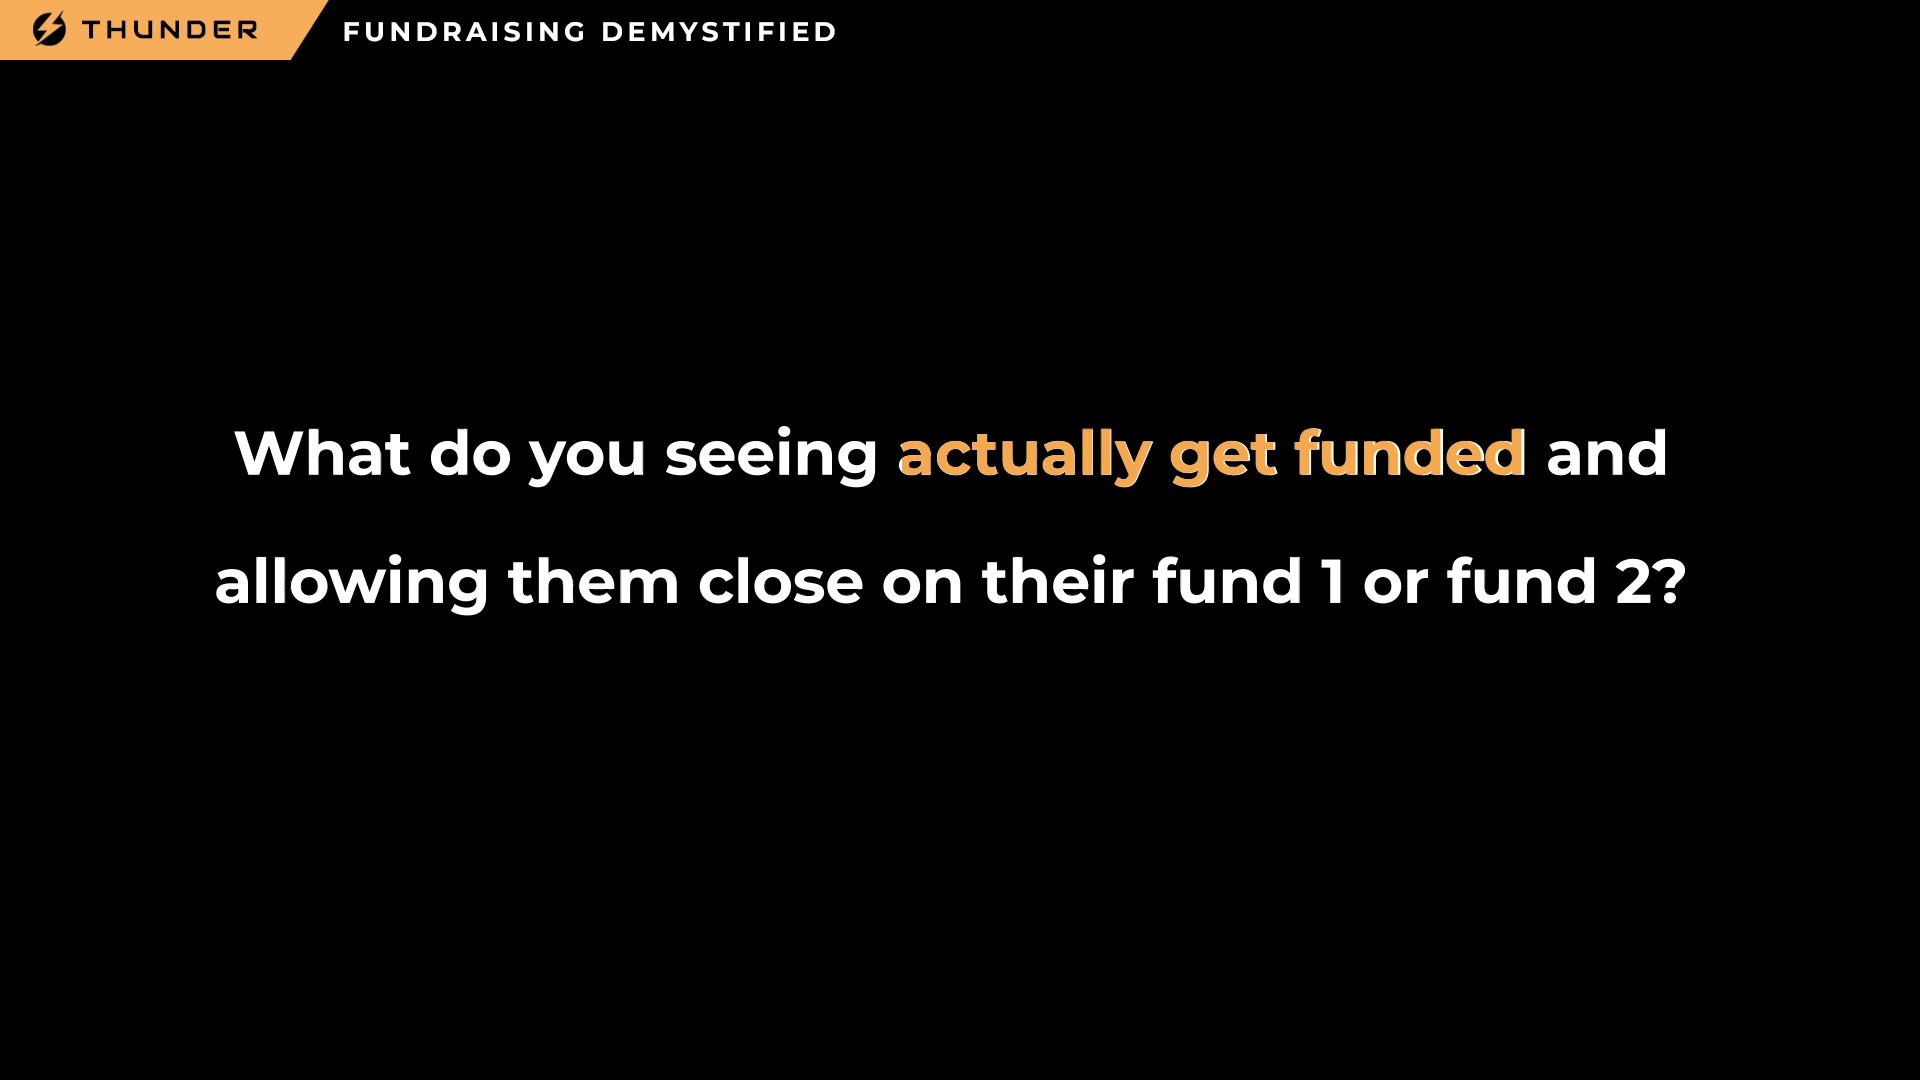 THUNDER
FUNDRAISING DEMYSTIFIED
What do you seeing actually get funded and
allowing them close on their fund 1 or fund 2?